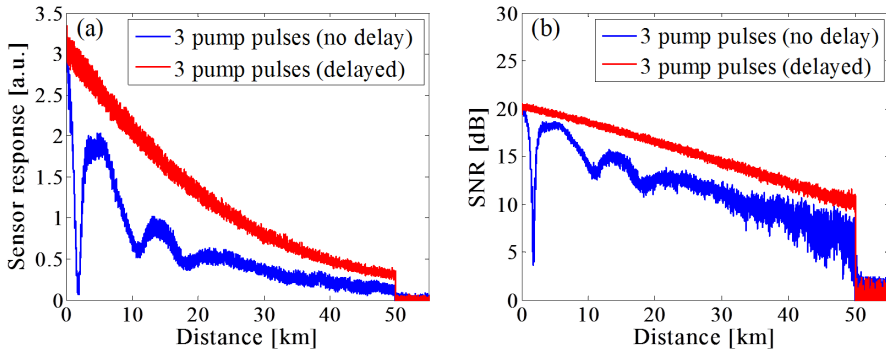 (a)
3 pump pulses (no delay)
3 pump pulses (delayed)
Sensor response [a.u.]
3.5
3
2.5
2
1.5
1
0.5
0
0 10 20 30 40 50
Distance [km]
(b)
3 pump pulses (no delay)
3 pump pulses (delayed)
SNR [dB]
30
25
20
15
10
5
0
0 10 20 30 40 50
Distance [km]